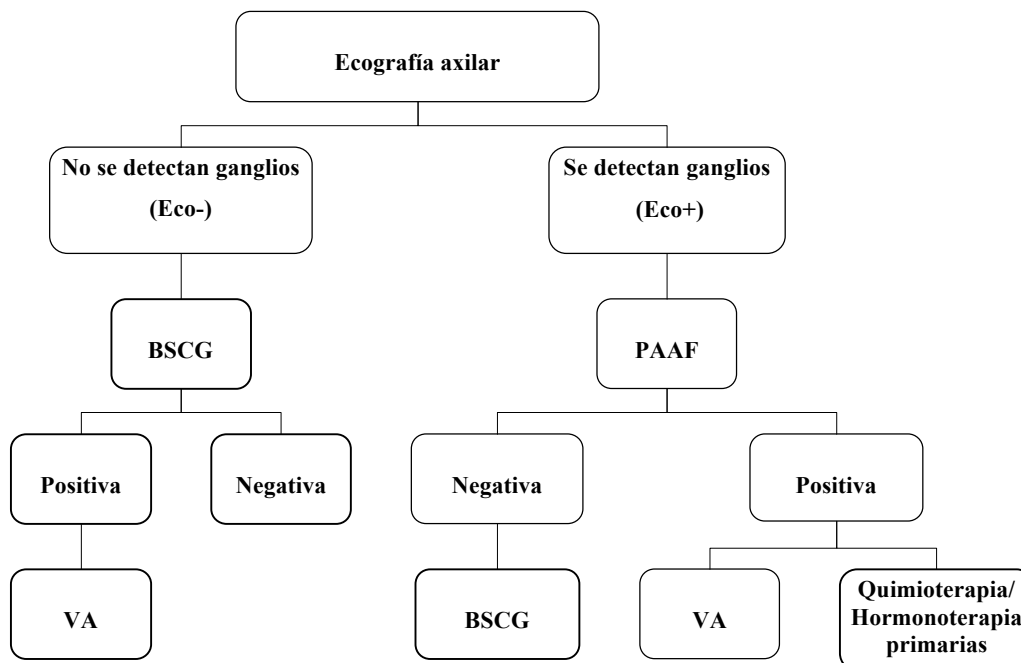 Ecografía axilar
No se detectan ganglios
(Eco-)
Se detectan ganglios
(Eco+)
BSCG
PAAF
Positiva
Negativa
Negativa
Positiva
VA
BSCG
VA
Quimioterapia/
Hormonoterapia
primarias